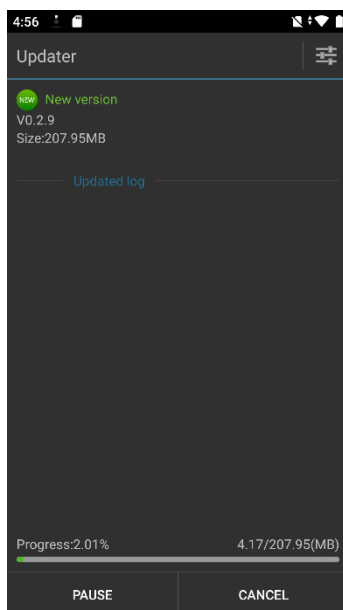 4:56
Updater
NEW New version
V0.2.9
Size:207.95MB
Updated log
Progress:2.01% 4.17/207.95(MB)
PAUSE CANCEL